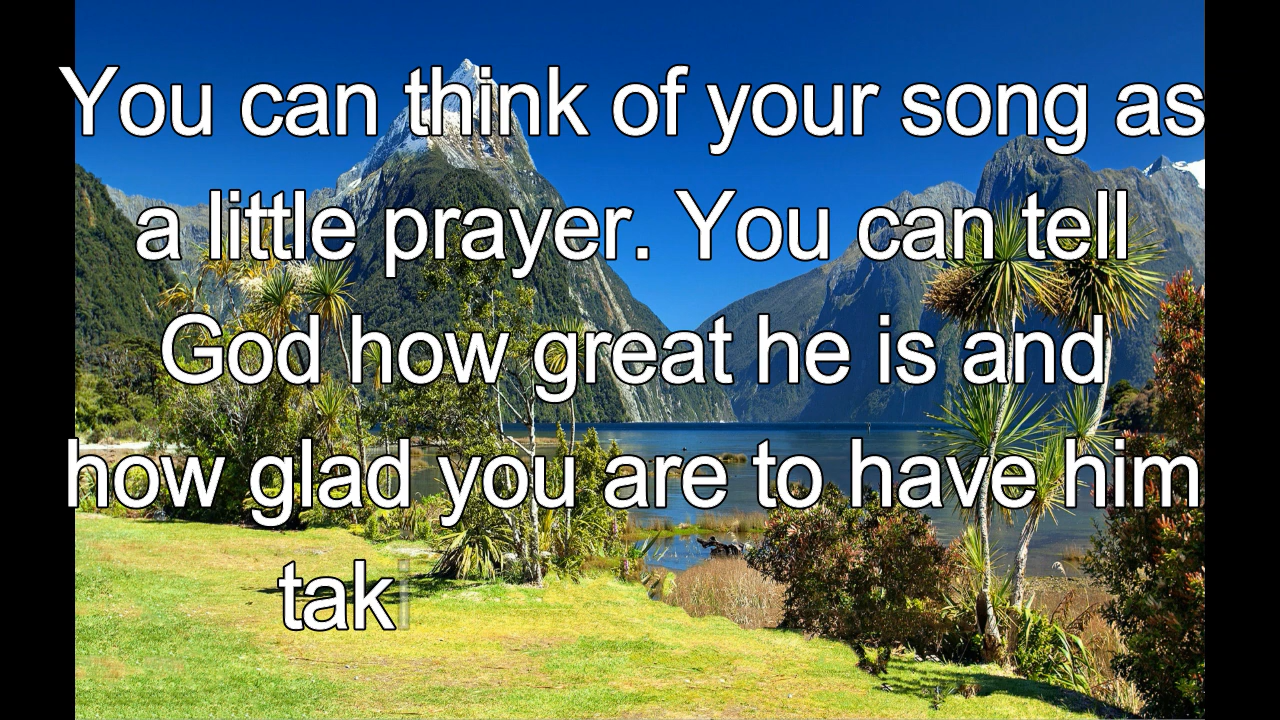 You can think of your song as
a little prayer. You can tell
God how great he is and
how glad you are to have him
taki